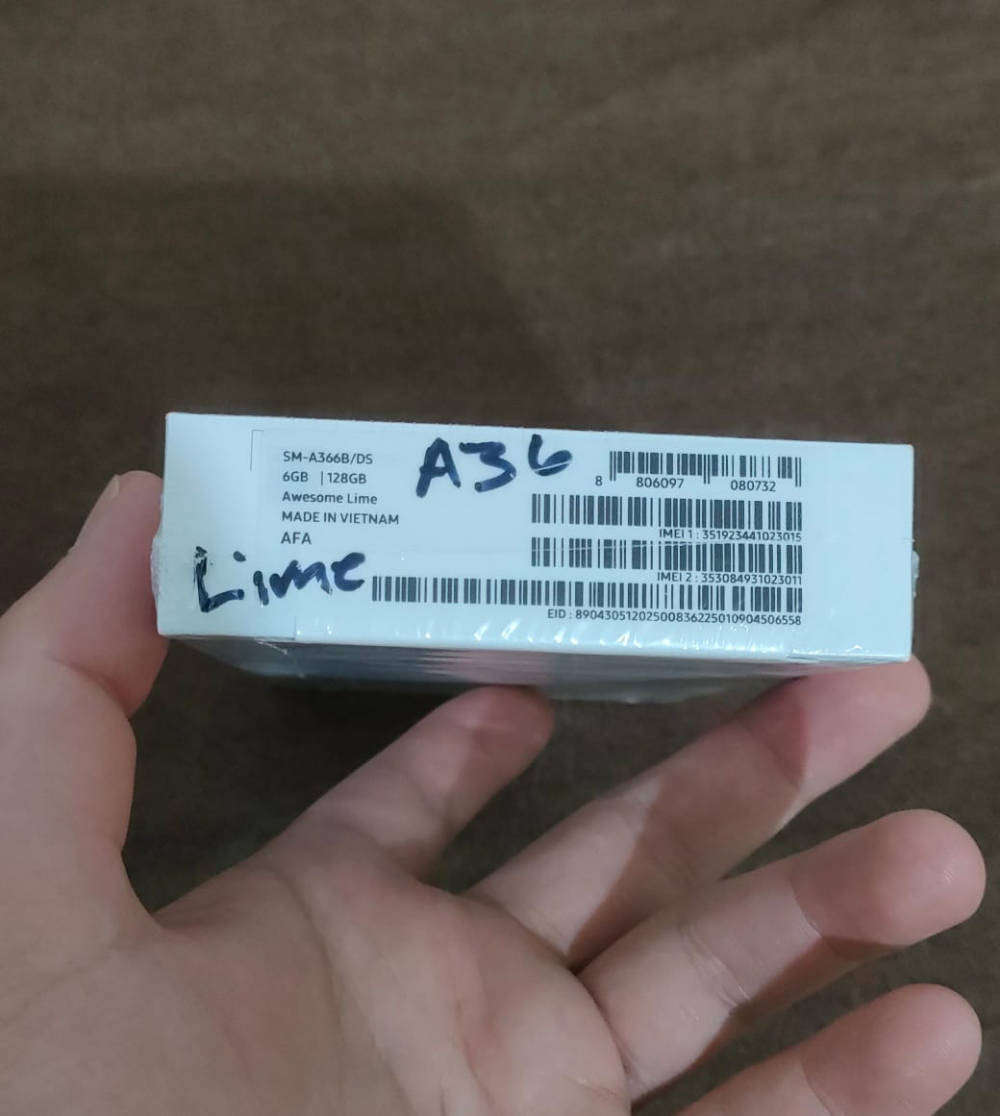 SM-A366B/DS
6GB | 128GB
Awesome Lime
MADE IN VIETNAM
AFA
A36
Lime
8 806097 080732
IMEI 1 : 351923441023015
IMEI 2 : 353084931023011
EID : 89043051202500836225010904506558